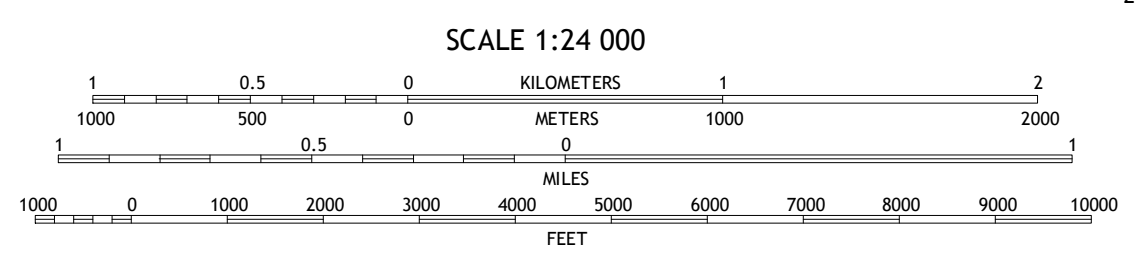 SCALE 1:24 000
1 0.5 0 KILOMETERS 1 2
1000 500 0 METERS 1000 2000
1 0.5 0 1
MILES
1000 0 1000 2000 3000 4000 5000 6000 7000 8000 9000 10000
FEET